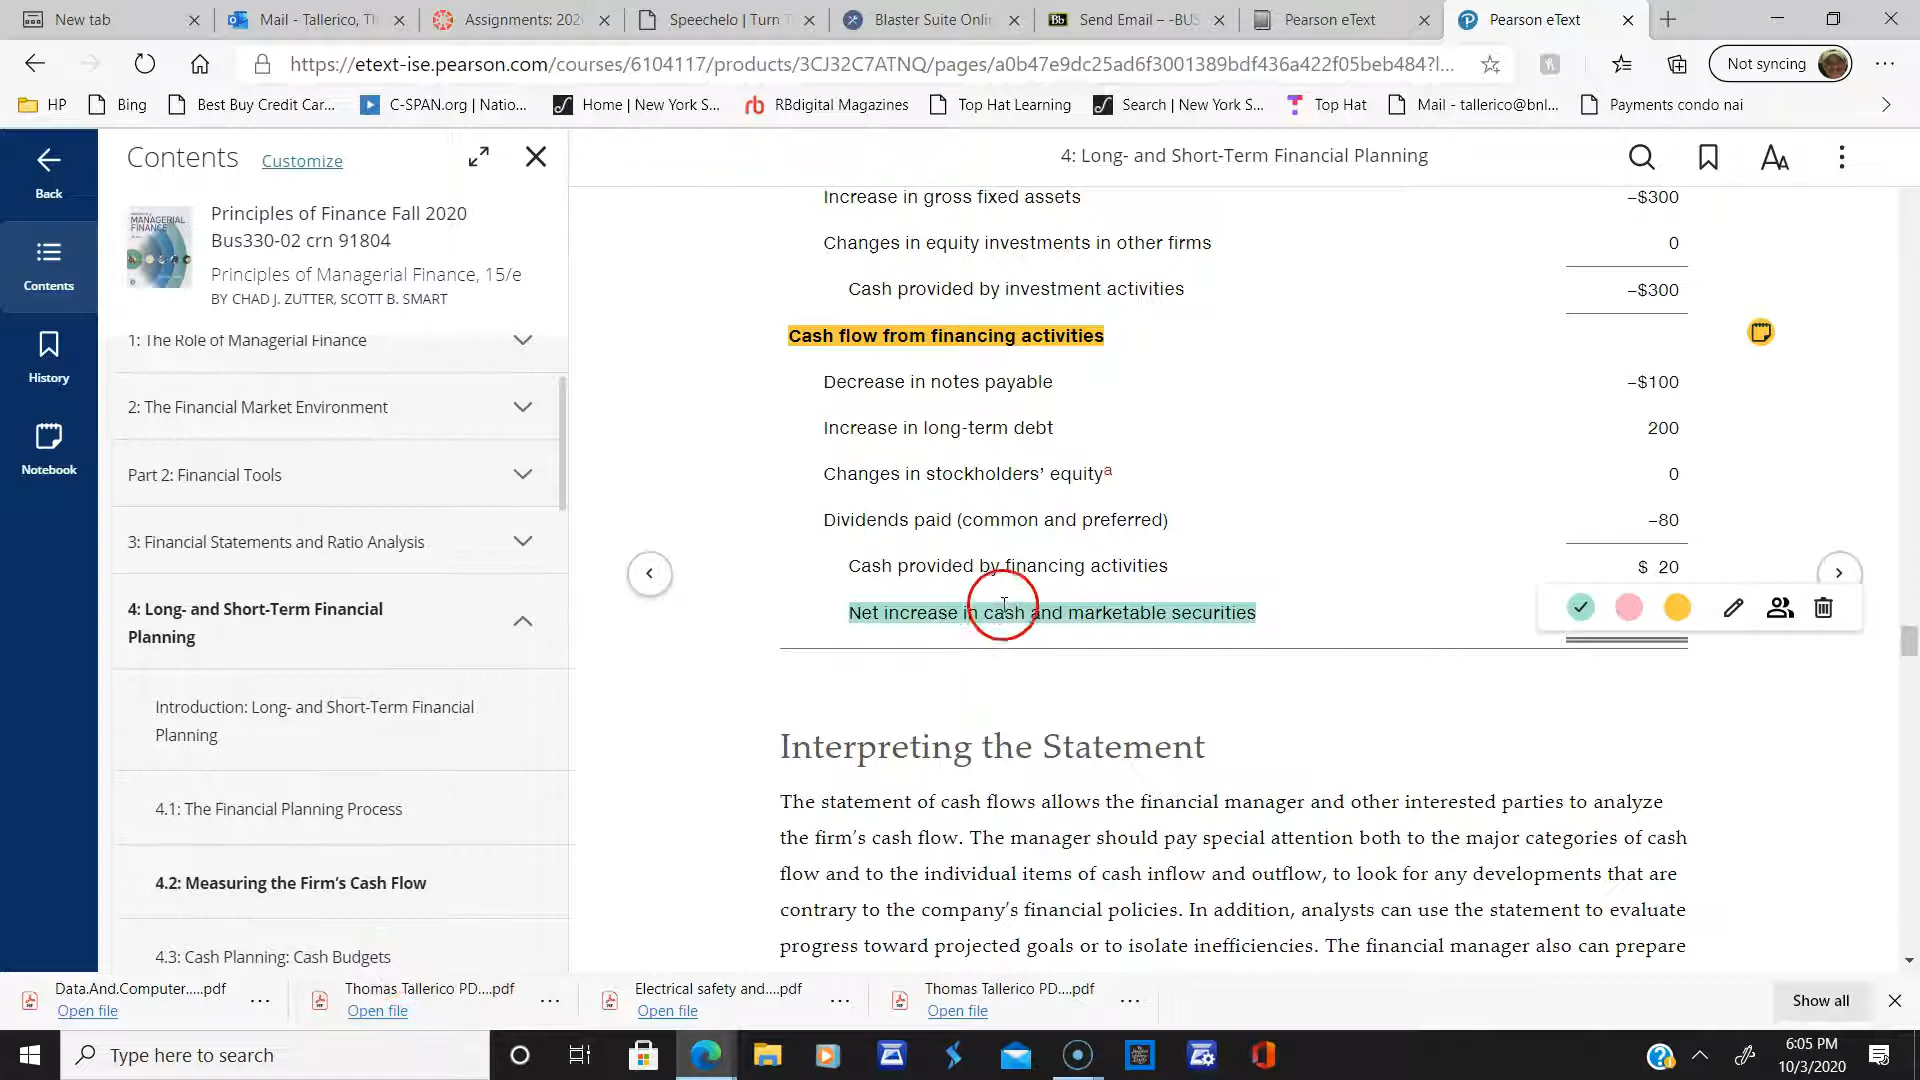 New tab
Mail - Tallerico, Th
Assignments: 202
Speechelo | Turn T
Blaster Suite Onlin
Send Email – -BUS
Pearson eText
Pearson eText
https://etext-ise.pearson.com/courses/6104117/products/3CJ32C7ATNQ/pages/a0b47e9dc25ad6f3001389bdf436a422f05beb484?l...
Not syncing
HP
Bing
Best Buy Credit Car...
C-SPAN.org | Natio...
Home | New York S...
RBdigital Magazines
Top Hat Learning
Search | New York S...
Top Hat
Mail - tallerico@bnl...
Payments condo nai
Back
Contents
History
Notebook
Contents Customize
Principles of Finance Fall 2020
Bus330-02 crn 91804
Principles of Managerial Finance, 15/e
BY CHAD J. ZUTTER, SCOTT B. SMART
1: The Role of Managerial Finance
2: The Financial Market Environment
Part 2: Financial Tools
3: Financial Statements and Ratio Analysis
4: Long- and Short-Term Financial
Planning
Introduction: Long- and Short-Term Financial
Planning
4.1: The Financial Planning Process
4.2: Measuring the Firm's Cash Flow
4.3: Cash Planning: Cash Budgets
4: Long- and Short-Term Financial Planning
Increase in gross fixed assets –$300
Changes in equity investments in other firms 0
Cash provided by investment activities –$300
Cash flow from financing activities
Decrease in notes payable –$100
Increase in long-term debt 200
Changes in stockholders' equityᵃ 0
Dividends paid (common and preferred) –80
Cash provided by financing activities $ 20
Net increase in cash and marketable securities
Interpreting the Statement
The statement of cash flows allows the financial manager and other interested parties to analyze
the firm's cash flow. The manager should pay special attention both to the major categories of cash
flow and to the individual items of cash inflow and outflow, to look for any developments that are
contrary to the company's financial policies. In addition, analysts can use the statement to evaluate
progress toward projected goals or to isolate inefficiencies. The financial manager also can prepare
Data.And.Computer.....pdf
Open file
Thomas Tallerico PD....pdf
Open file
Electrical safety and....pdf
Open file
Thomas Tallerico PD....pdf
Open file
Show all
Type here to search
6:05 PM
10/3/2020